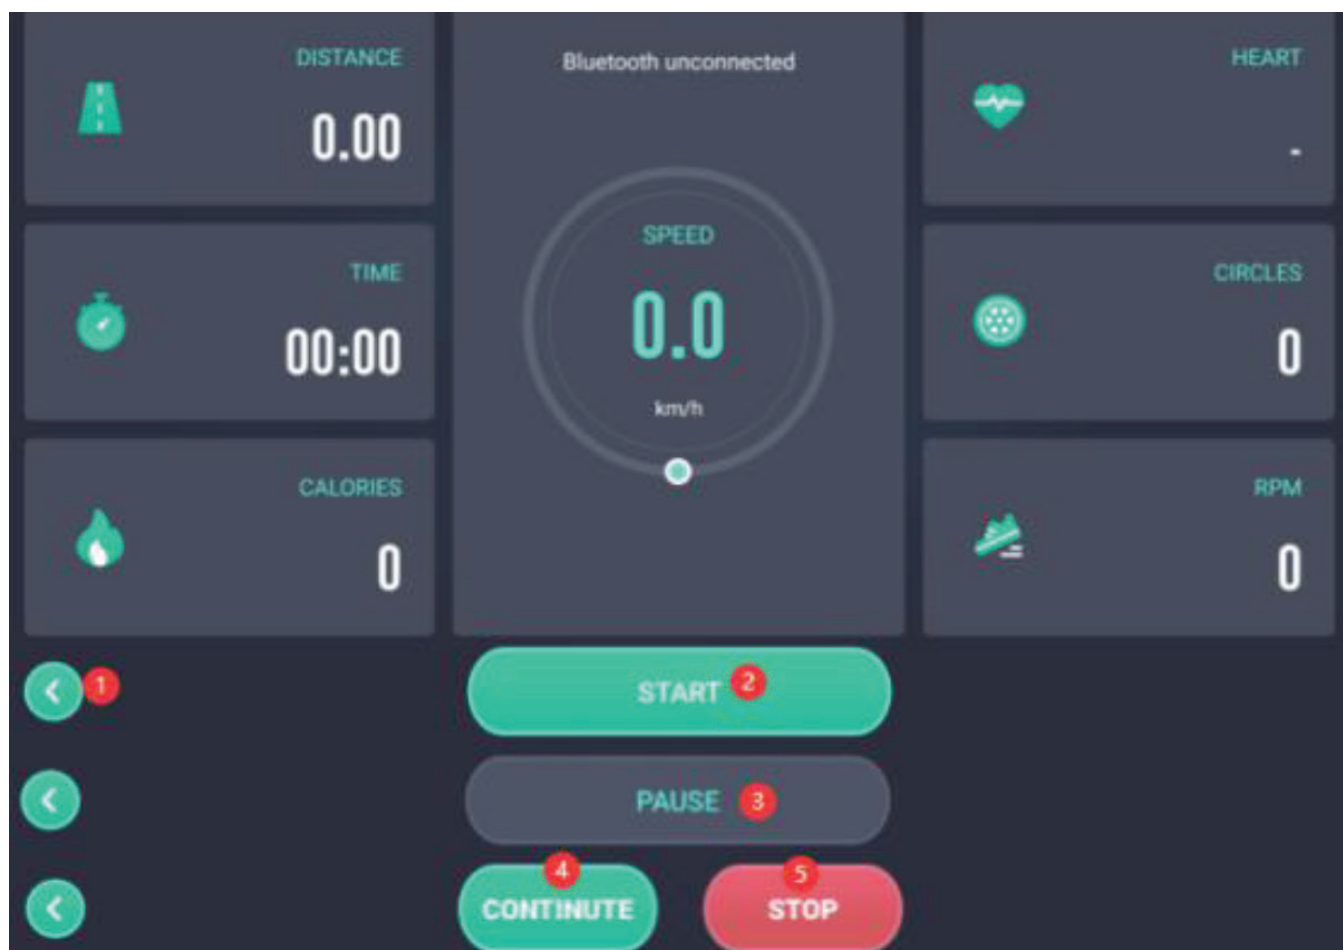 DISTANCE
0.00
Bluetooth unconnected
HEART
-
SPEED
0.0
km/h
TIME
00:00
CIRCLES
0
CALORIES
0
RPM
0
1
START 2
PAUSE 3
4
CONTINUTE
5
STOP